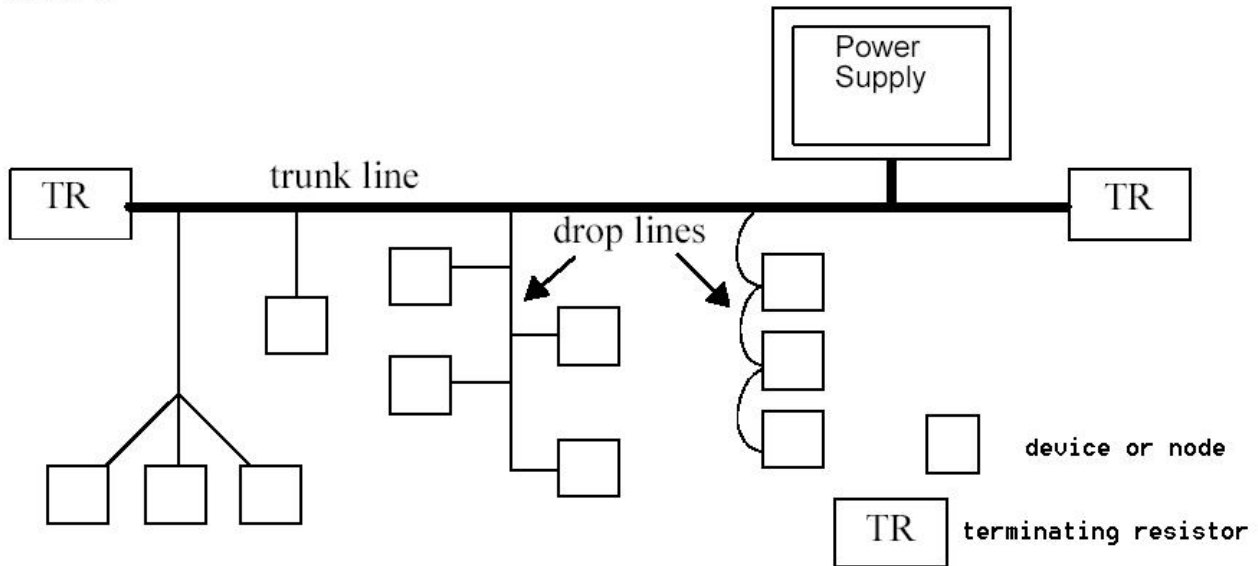 Power
Supply
TR
trunk line
TR
drop lines
device or node
TR
terminating resistor